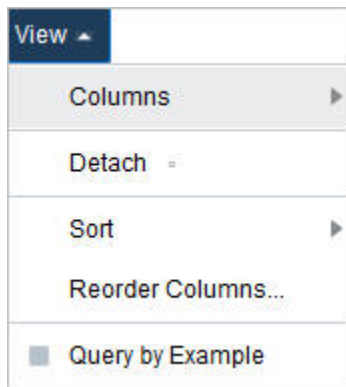 View
Columns
Detach
Sort
Reorder Columns...
Query by Example